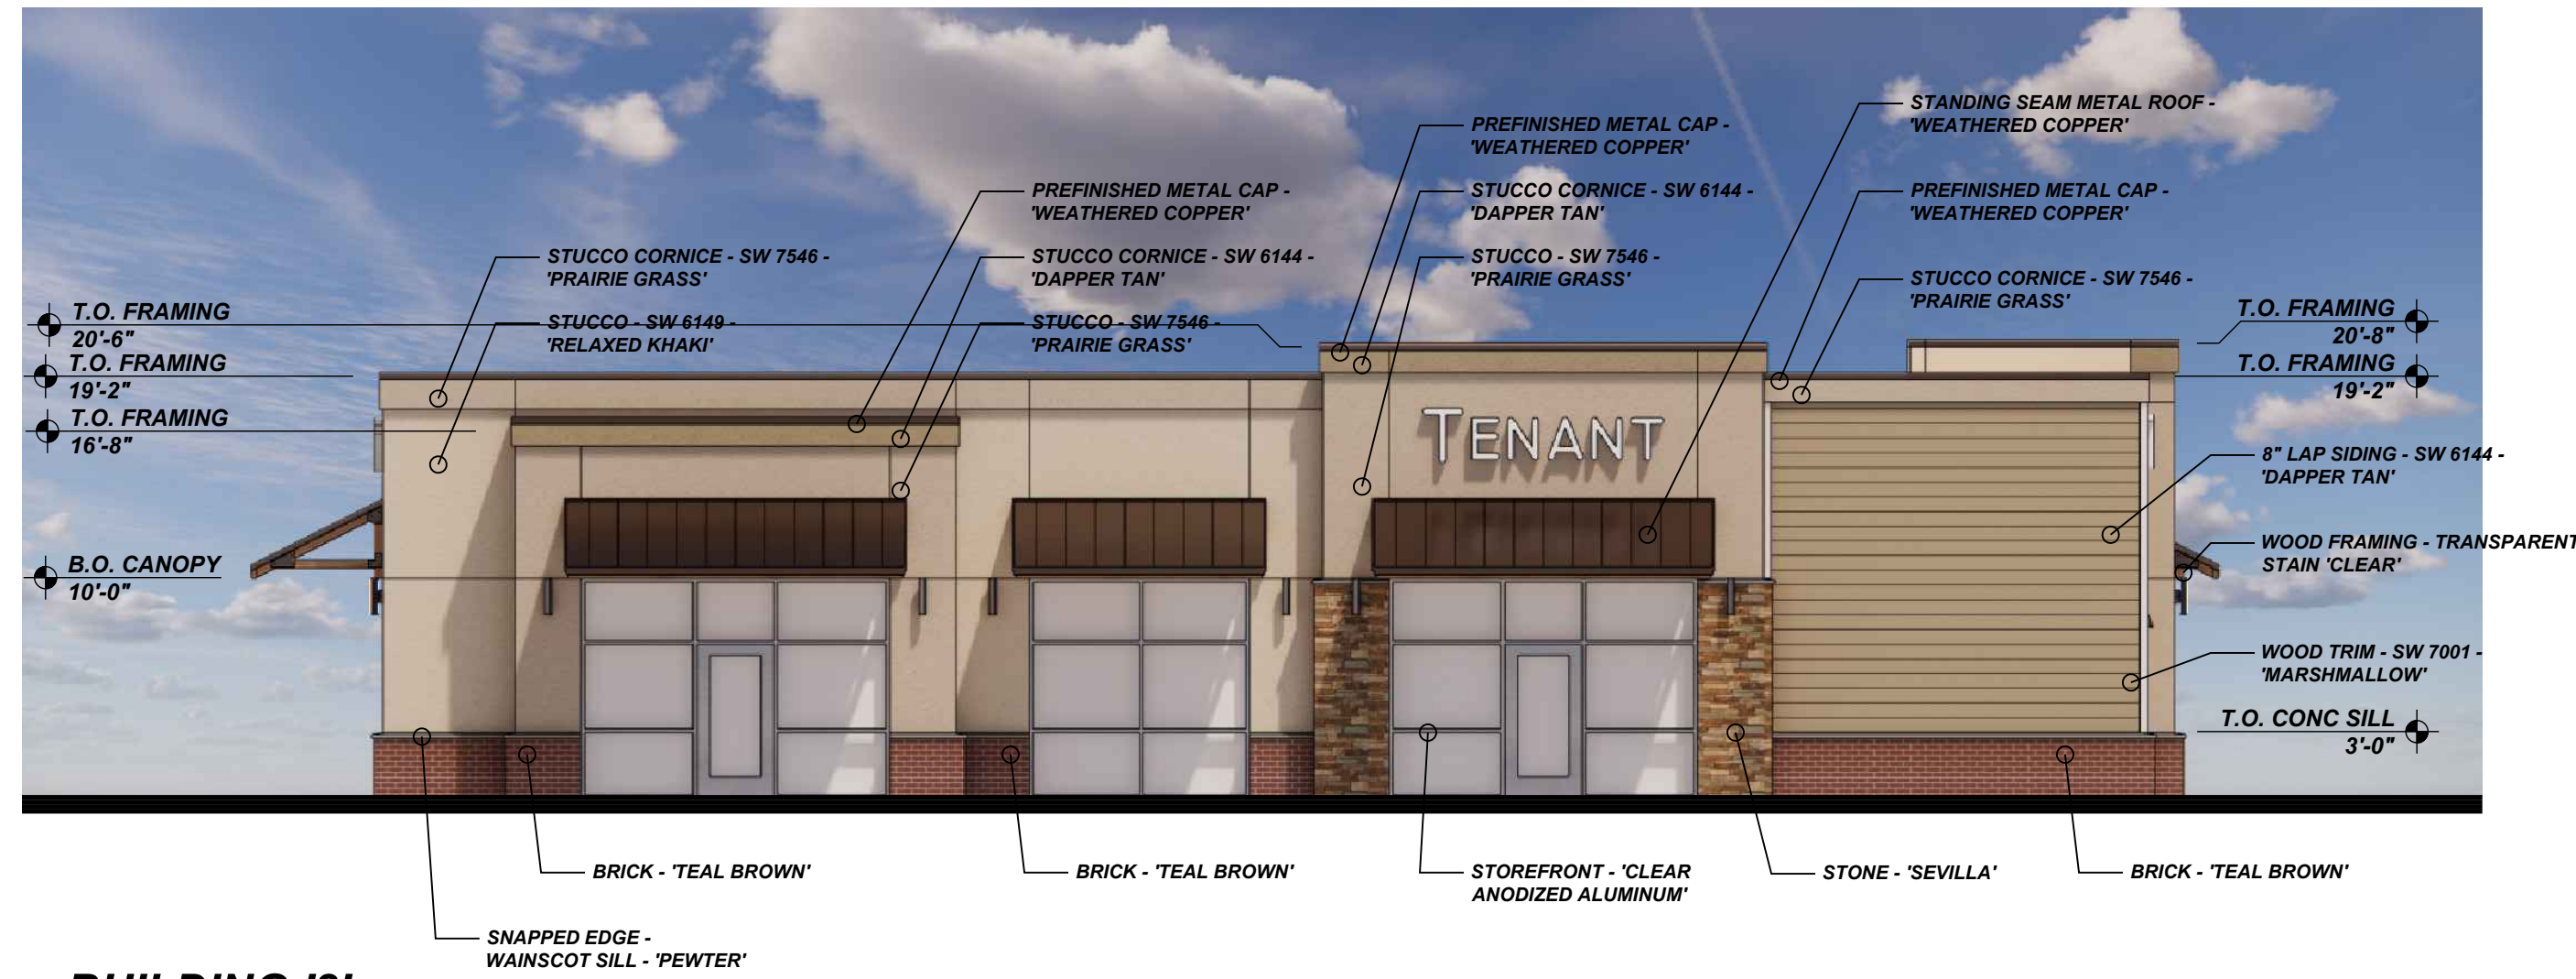 STANDING SEAM METAL ROOF -
'WEATHERED COPPER'
PREFINISHED METAL CAP -
'WEATHERED COPPER'
PREFINISHED METAL CAP -
'WEATHERED COPPER'
STUCCO CORNICE - SW 6144 -
'DAPPER TAN'
PREFINISHED METAL CAP -
'WEATHERED COPPER'
STUCCO CORNICE - SW 7546 -
'PRAIRIE GRASS'
STUCCO CORNICE - SW 6144 -
'DAPPER TAN'
STUCCO - SW 7546 -
'PRAIRIE GRASS'
STUCCO CORNICE - SW 7546 -
'PRAIRIE GRASS'
T.O. FRAMING
20'-6"
STUCCO - SW 6149 -
'RELAXED KHAKI'
STUCCO - SW 7546 -
'PRAIRIE GRASS'
T.O. FRAMING
20'-8"
T.O. FRAMING
19'-2"
T.O. FRAMING
19'-2"
T.O. FRAMING
16'-8"
TENANT
8" LAP SIDING - SW 6144 -
'DAPPER TAN'
WOOD FRAMING - TRANSPARENT
STAIN 'CLEAR'
B.O. CANOPY
10'-0"
WOOD TRIM - SW 7001 -
'MARSHMALLOW'
T.O. CONC SILL
3'-0"
BRICK - 'TEAL BROWN'
BRICK - 'TEAL BROWN'
STOREFRONT - 'CLEAR
ANODIZED ALUMINUM'
STONE - 'SEVILLA'
BRICK - 'TEAL BROWN'
SNAPPED EDGE -
WAINSCOT SILL - 'PEWTER'